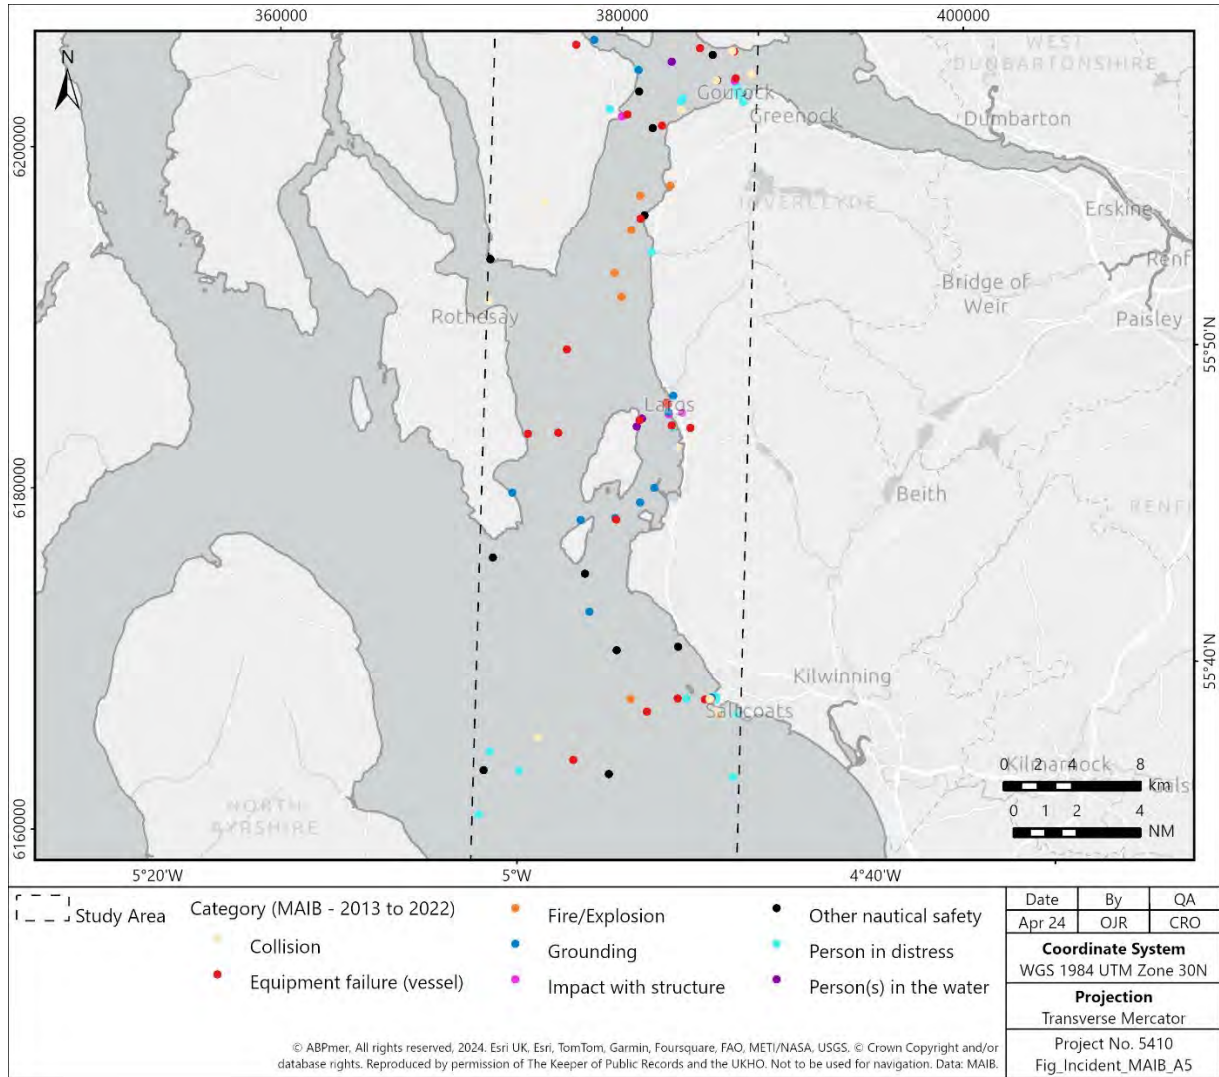 360000
380000
400000
N
WEST
DUNBARTONSHIRE
Gourock
Greenock
Dumbarton
6200000
INVERCLYDE
Erskine
Renf
Bridge of
Weir
Rothesay
Paisley
55°50'N
Largs
6180000
Beith
RENF
55°40'N
Kilwinning
Saltcoats
Kilmarnock
Gals
0 2 4 8
km
0 1 2 4
NM
NORTH
AYRSHIRE
6160000
5°20'W
5°W
4°40'W
Study Area
Category (MAIB - 2013 to 2022)
Collision
Equipment failure (vessel)
Fire/Explosion
Grounding
Impact with structure
Other nautical safety
Person in distress
Person(s) in the water
Date By QA
Apr 24 OJR CRO
Coordinate System
WGS 1984 UTM Zone 30N
Projection
Transverse Mercator
Project No. 5410
Fig_Incident_MAIB_A5
© ABPmer, All rights reserved, 2024. Esri UK, Esri, TomTom, Garmin, Foursquare, FAO, METI/NASA, USGS. © Crown Copyright and/or
database rights. Reproduced by permission of The Keeper of Public Records and the UKHO. Not to be used for navigation. Data: MAIB.